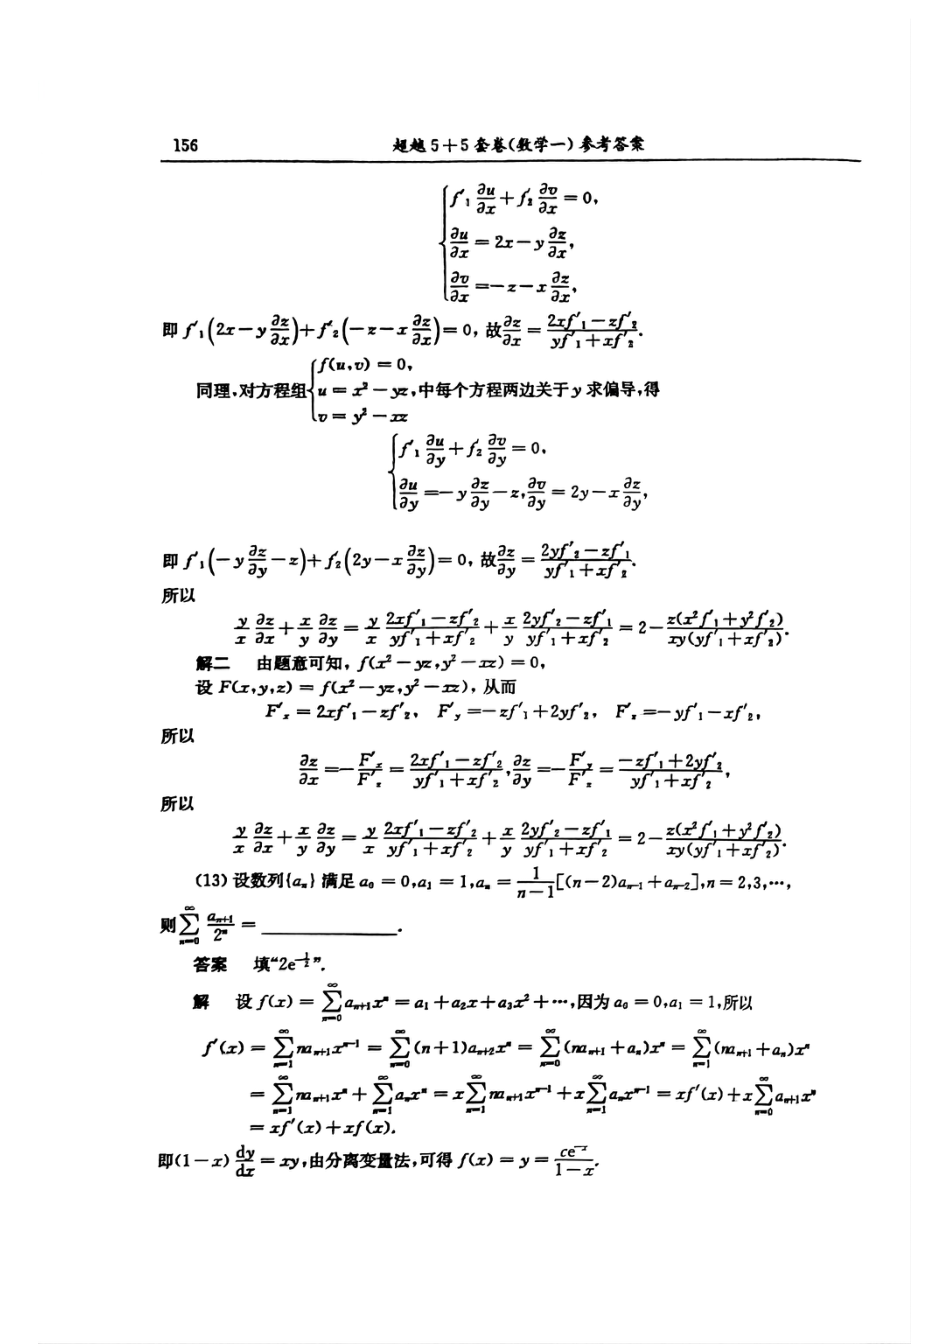 156 超越5+5套卷(数学一)参考答案
{f′₁ ∂u/∂x + f′₂ ∂v/∂x = 0,
∂u/∂x = 2x − y ∂z/∂x,
∂v/∂x = −z − x ∂z/∂x,
即 f′₁(2x − y ∂z/∂x) + f′₂(−z − x ∂z/∂x) = 0, 故 ∂z/∂x = (2xf′₁ − zf′₂)/(yf′₁ + xf′₂).
{f(u,v) = 0,
同理,对方程组 u = x² − yz, 中每个方程两边关于y求偏导,得
v = y² − xz
{f′₁ ∂u/∂y + f′₂ ∂v/∂y = 0.
∂u/∂y = −y ∂z/∂y − z, ∂v/∂y = 2y − x ∂z/∂y,
即 f′₁(−y ∂z/∂y − z) + f′₂(2y − x ∂z/∂y) = 0, 故 ∂z/∂y = (2yf′₂ − zf′₁)/(yf′₁ + xf′₂).
所以
y/x ∂z/∂x + x/y ∂z/∂y = y/x (2xf′₁ − zf′₂)/(yf′₁ + xf′₂) + x/y (2yf′₂ − zf′₁)/(yf′₁ + xf′₂) = 2 − z(x²f′₁ + y²f′₂)/(xy(yf′₁ + xf′₂)).
解二 由题意可知, f(x² − yz, y² − xz) = 0,
设 F(x,y,z) = f(x² − yz, y² − xz), 从而
F′ₓ = 2xf′₁ − zf′₂, F′_y = −zf′₁ + 2yf′₂, F′_z = −yf′₁ − xf′₂,
所以
∂z/∂x = −F′ₓ/F′_z = (2xf′₁ − zf′₂)/(yf′₁ + xf′₂), ∂z/∂y = −F′_y/F′_z = (−zf′₁ + 2yf′₂)/(yf′₁ + xf′₂),
所以
y/x ∂z/∂x + x/y ∂z/∂y = y/x (2xf′₁ − zf′₂)/(yf′₁ + xf′₂) + x/y (2yf′₂ − zf′₁)/(yf′₁ + xf′₂) = 2 − z(x²f′₁ + y²f′₂)/(xy(yf′₁ + xf′₂)).
(13) 设数列{aₙ}满足 a₀ = 0, a₁ = 1, aₙ = 1/(n−1) [(n−2)aₙ₋₁ + aₙ₋₂], n = 2,3,⋯,
则 ∑_{n=0}^{∞} aₙ₊₁/2ⁿ = ________.
答案 填“2e^{−1/2}”.
解 设 f(x) = ∑_{n=0}^{∞} aₙ₊₁xⁿ = a₁ + a₂x + a₃x² + ⋯, 因为 a₀ = 0, a₁ = 1, 所以
f′(x) = ∑_{n=1}^{∞} naₙ₊₁xⁿ⁻¹ = ∑_{n=0}^{∞} (n+1)aₙ₊₂xⁿ = ∑_{n=0}^{∞} (naₙ₊₁ + aₙ)xⁿ = ∑_{n=1}^{∞} (naₙ₊₁ + aₙ)xⁿ
= ∑_{n=1}^{∞} naₙ₊₁xⁿ + ∑_{n=1}^{∞} aₙxⁿ = x∑_{n=1}^{∞} naₙ₊₁xⁿ⁻¹ + x∑_{n=1}^{∞} aₙxⁿ⁻¹ = xf′(x) + x∑_{n=0}^{∞} aₙ₊₁xⁿ
= xf′(x) + xf(x).
即(1−x) dy/dx = xy, 由分离变量法, 可得 f(x) = y = ce⁻ˣ/(1−x).